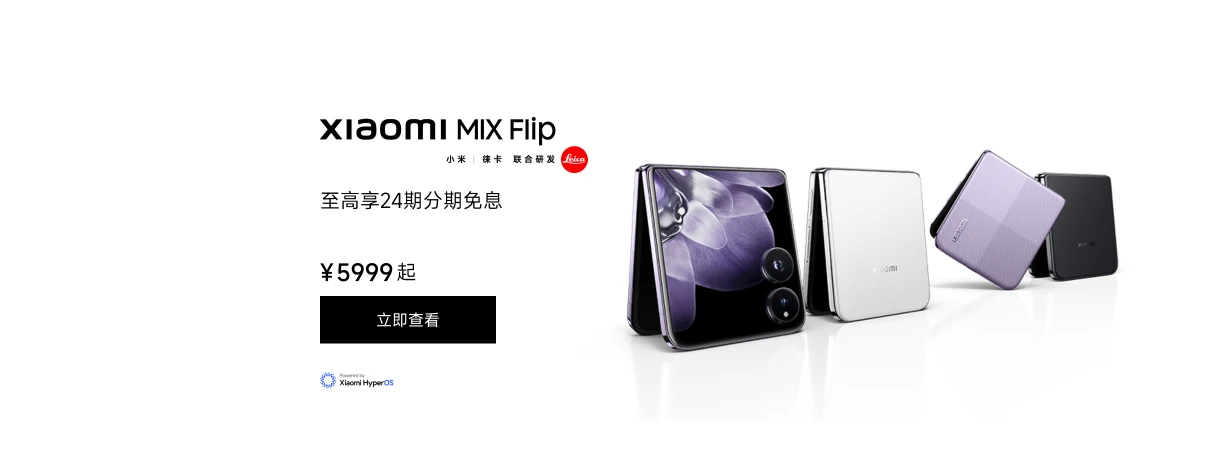 xiaomi MIX Flip
小米 | 徕卡 联合研发 Leica
至高享24期分期免息
¥5999起
立即查看
Powered by
Xiaomi HyperOS
xiaomi
xiaomi
xiaomi